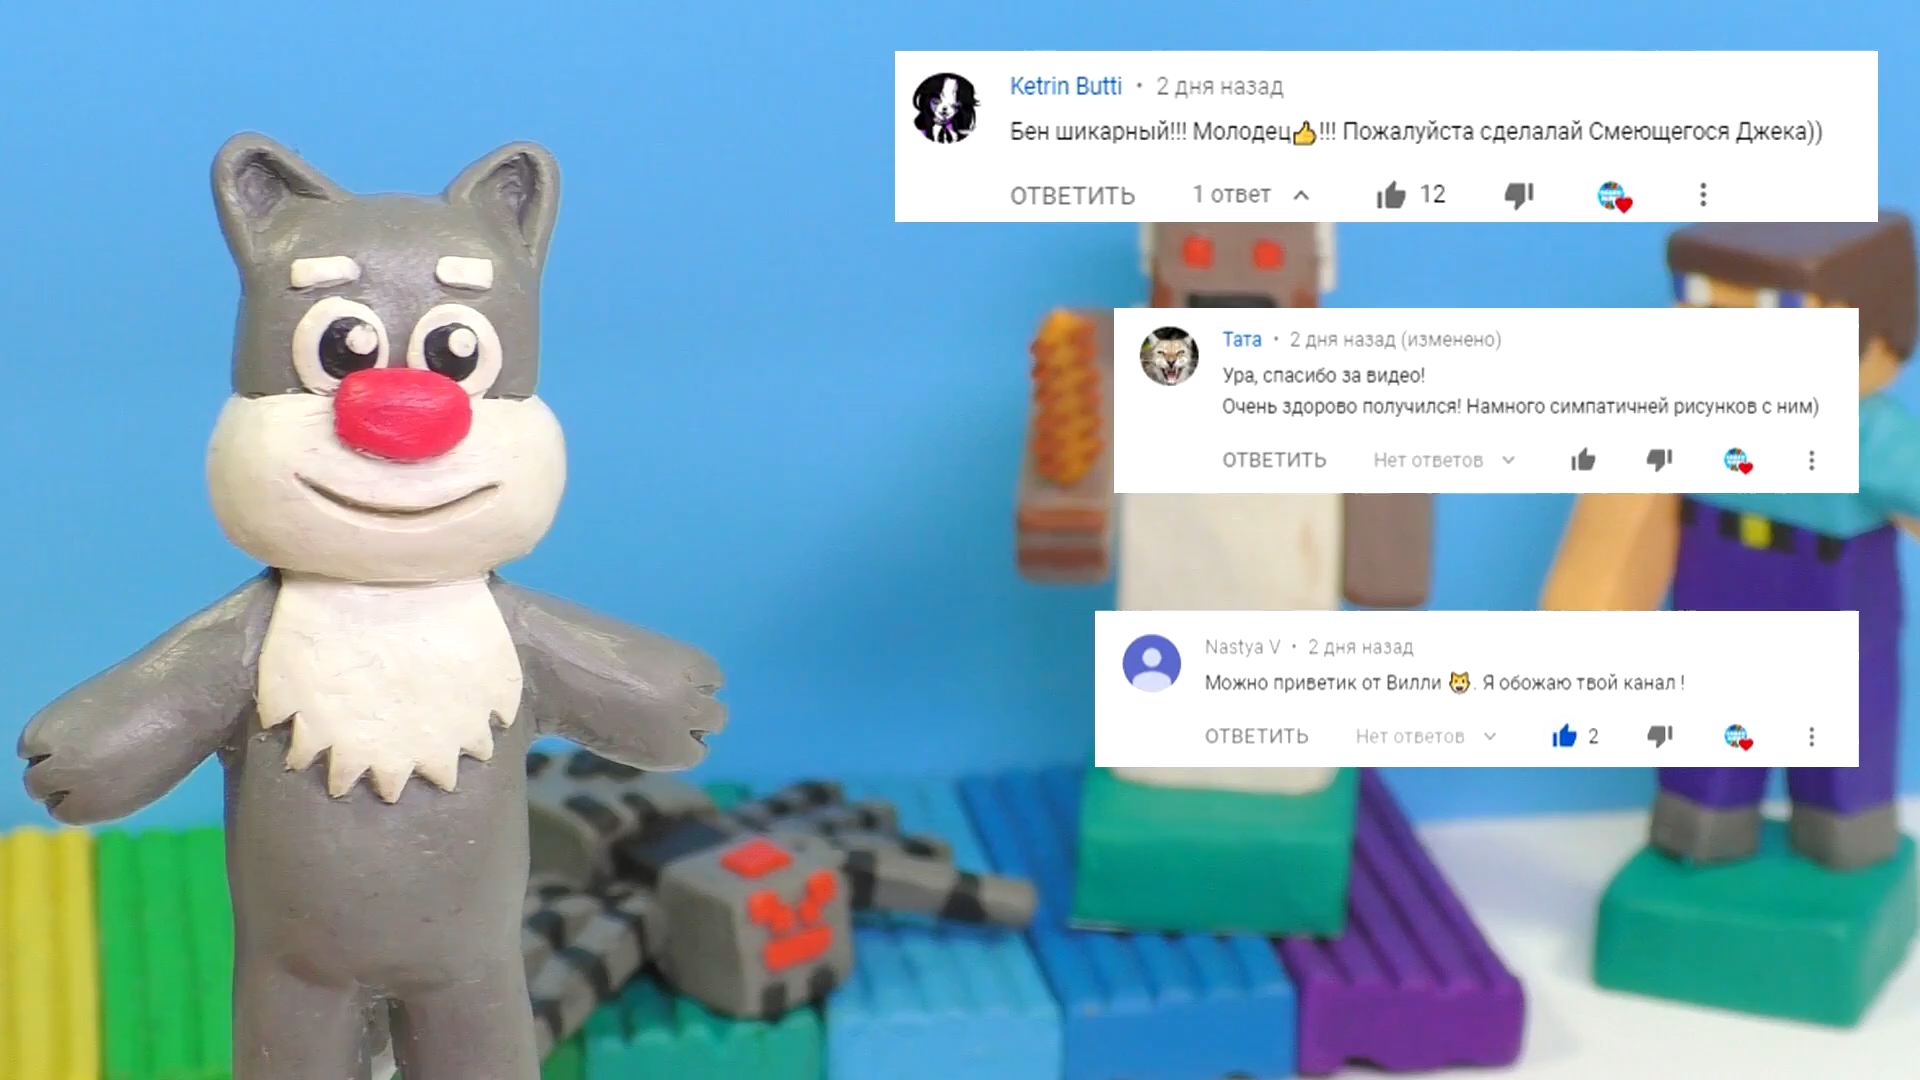 Ketrin Butti • 2 дня назад
Бен шикарный!!! Молодец👍!!! Пожалуйста сделалай Смеющегося Джека))
ОТВЕТИТЬ 1 ответ 12
Тата • 2 дня назад (изменено)
Ура, спасибо за видео!
Очень здорово получился! Намного симпатичней рисунков с ним)
ОТВЕТИТЬ Нет ответов
Nastya V • 2 дня назад
Можно приветик от Вилли 🐱. Я обожаю твой канал !
ОТВЕТИТЬ Нет ответов 2